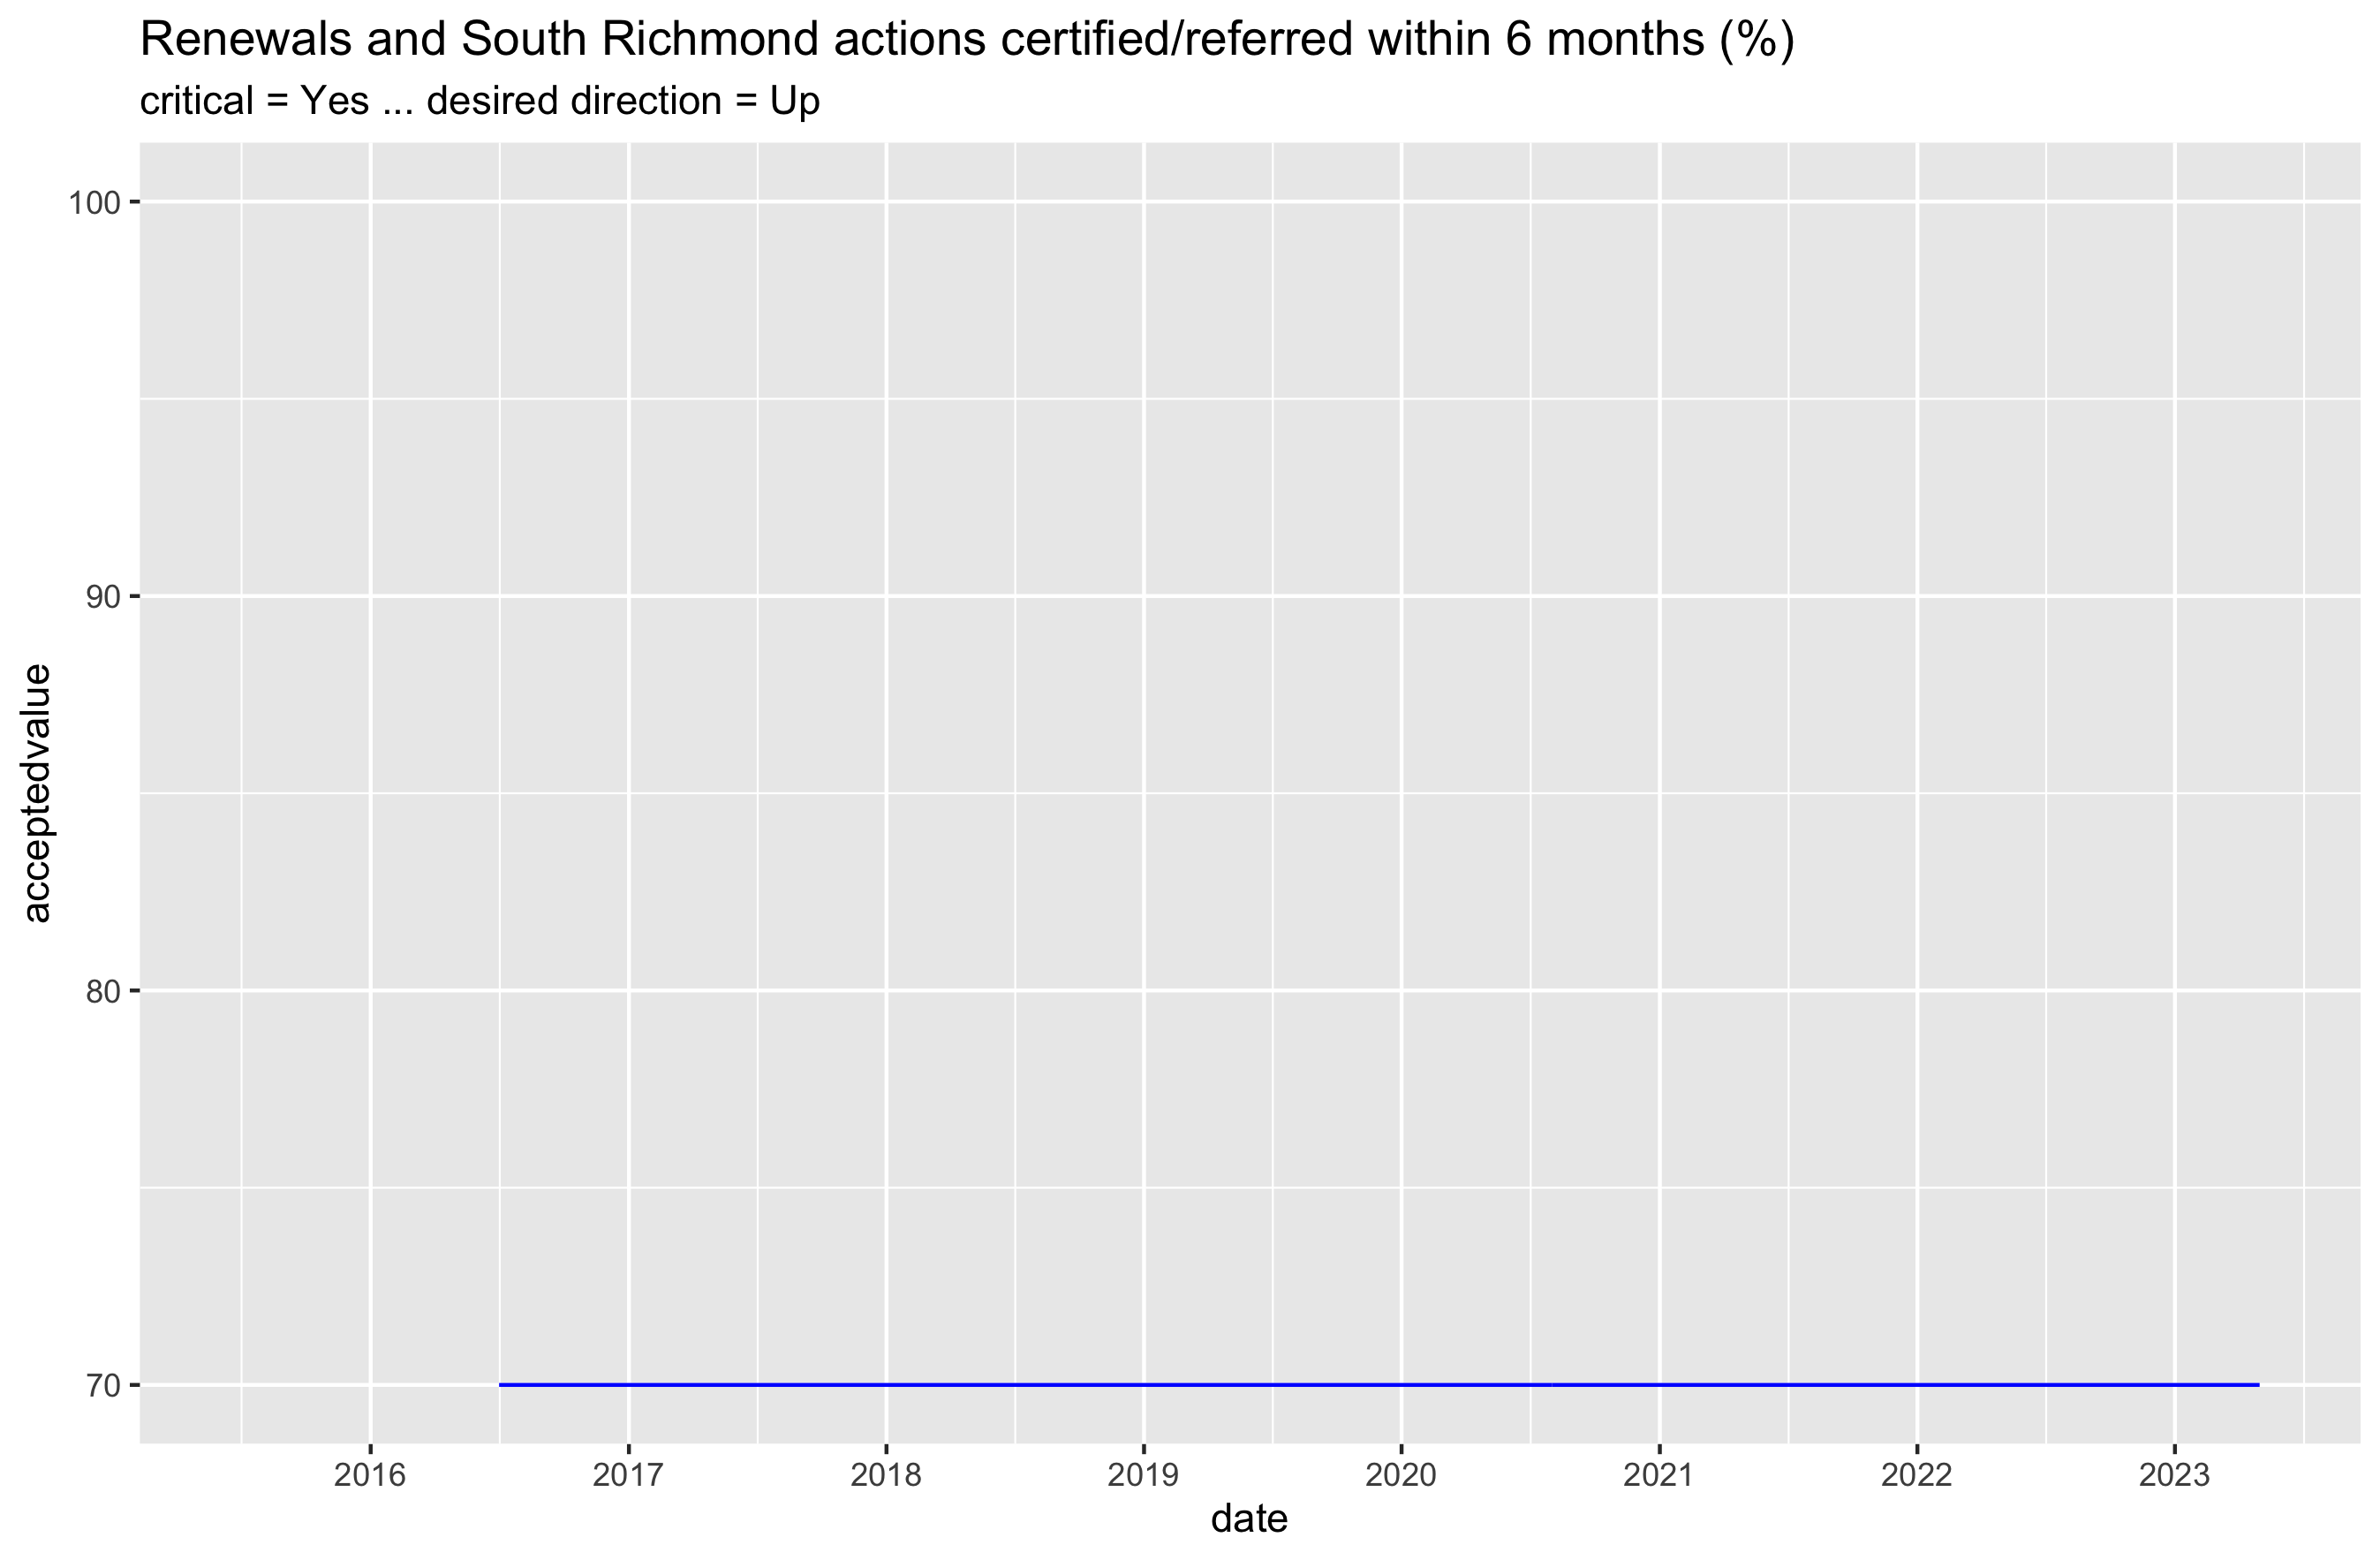 Renewals and South Richmond actions certified/referred within 6 months (%)
critical = Yes ... desired direction = Up
100
90
80
70
acceptedvalue
2016 2017 2018 2019 2020 2021 2022 2023
date